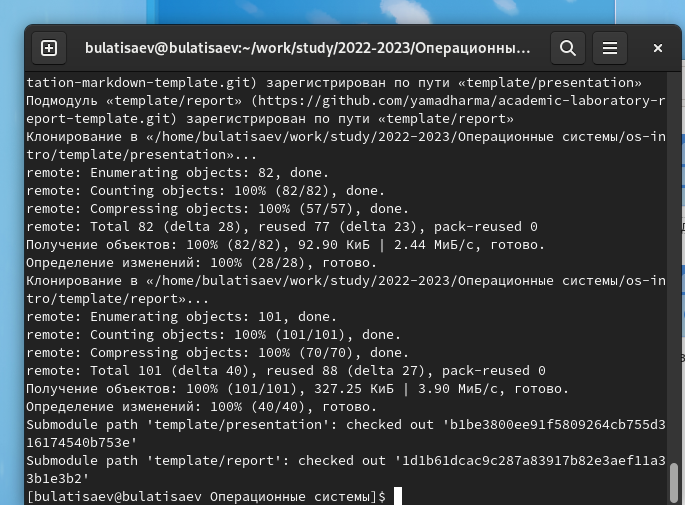 bulatisaev@bulatisaev:~/work/study/2022-2023/Операционны...
tation-markdown-template.git) зарегистрирован по пути «template/presentation»
Подмодуль «template/report» (https://github.com/yamadharma/academic-laboratory-r
eport-template.git) зарегистрирован по пути «template/report»
Клонирование в «/home/bulatisaev/work/study/2022-2023/Операционные системы/os-in
tro/template/presentation»...
remote: Enumerating objects: 82, done.
remote: Counting objects: 100% (82/82), done.
remote: Compressing objects: 100% (57/57), done.
remote: Total 82 (delta 28), reused 77 (delta 23), pack-reused 0
Получение объектов: 100% (82/82), 92.90 КиБ | 2.44 МиБ/с, готово.
Определение изменений: 100% (28/28), готово.
Клонирование в «/home/bulatisaev/work/study/2022-2023/Операционные системы/os-in
tro/template/report»...
remote: Enumerating objects: 101, done.
remote: Counting objects: 100% (101/101), done.
remote: Compressing objects: 100% (70/70), done.
remote: Total 101 (delta 40), reused 88 (delta 27), pack-reused 0
Получение объектов: 100% (101/101), 327.25 КиБ | 3.90 МиБ/с, готово.
Определение изменений: 100% (40/40), готово.
Submodule path 'template/presentation': checked out 'b1be3800ee91f5809264cb755d3
16174540b753e'
Submodule path 'template/report': checked out '1d1b61dcac9c287a83917b82e3aef11a3
3b1e3b2'
[bulatisaev@bulatisaev Операционные системы]$